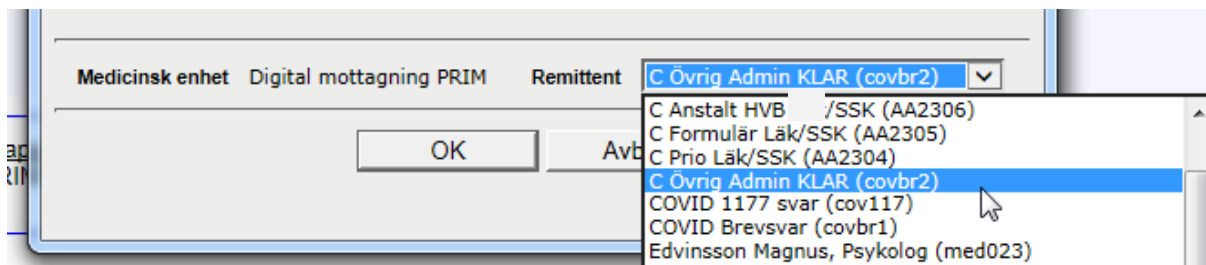 Medicinsk enhet Digital mottagning PRIM Remittent C Övrig Admin KLAR (covbr2)
C Anstalt HVB /SSK (AA2306)
C Formulär Läk/SSK (AA2305)
OK Avb
C Prio Läk/SSK (AA2304)
C Övrig Admin KLAR (covbr2)
COVID 1177 svar (cov117)
COVID Brevsvar (covbr1)
Edvinsson Magnus, Psykolog (med023)